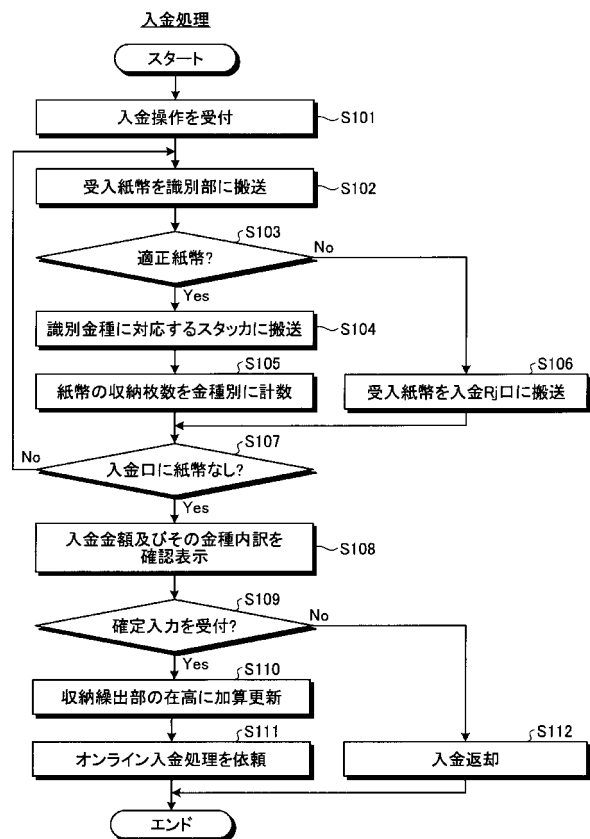 入金処理
スタート
入金操作を受付
S101
受入紙幣を識別部に搬送
S102
S103
適正紙幣?
No
Yes
識別金種に対応するスタッカに搬送
S104
S105
紙幣の収納枚数を金種別に計数
S106
受入紙幣を入金Rj口に搬送
S107
入金口に紙幣なし?
No
Yes
入金金額及びその金種内訳を
確認表示
S108
S109
確定入力を受付?
No
Yes
S110
収納繰出部の在高に加算更新
S111
オンライン入金処理を依頼
S112
入金返却
エンド